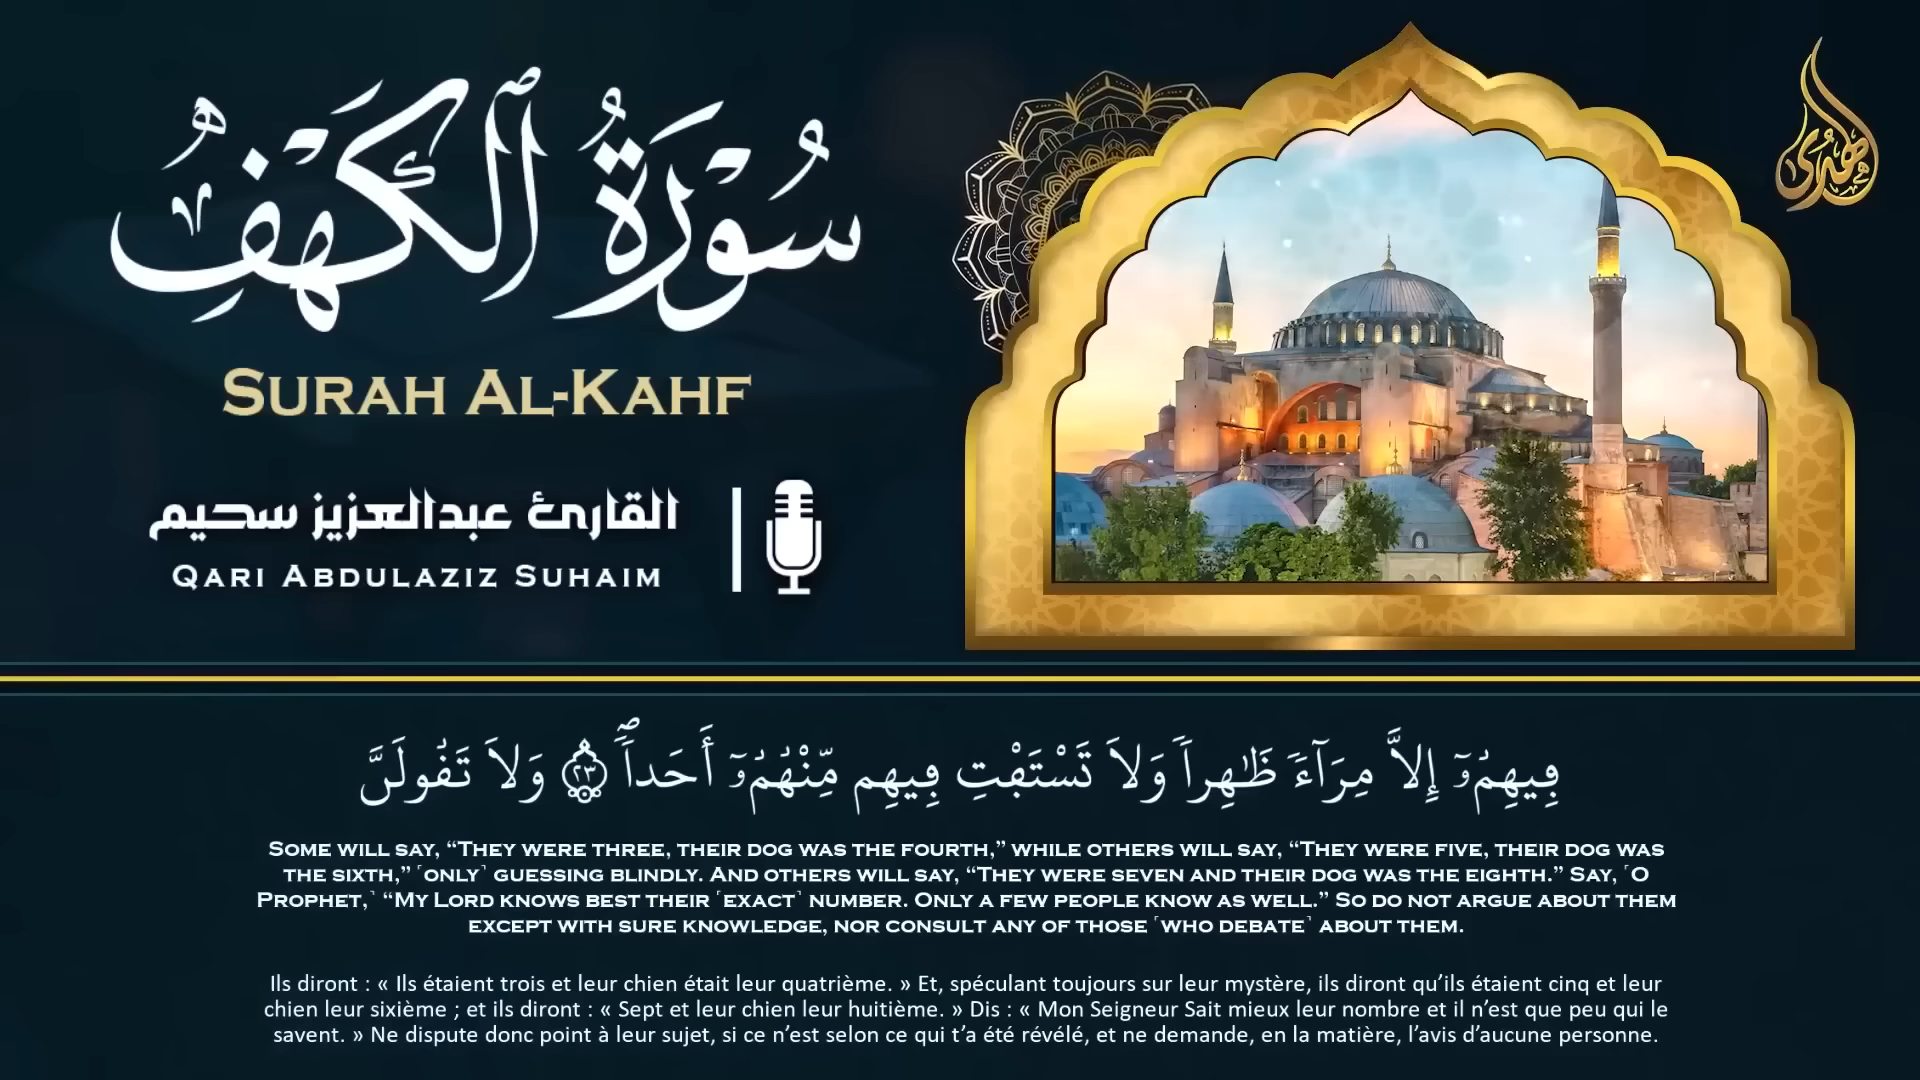 سُورَةُ الْكَهْفِ
SURAH AL-KAHF
القارئ عبدالعزيز سحيم
QARI ABDULAZIZ SUHAIM
الهدى
فِيهِمُۥٓ إِلَّا مِرَآءٗ ظَٰهِراٗ وَلَا تَسْتَفْتِ فِيهِم مِّنْهُمُۥٓ أَحَداٗۖ ۝٢٣ وَلَا تَقُولَنَّ
SOME WILL SAY, “THEY WERE THREE, THEIR DOG WAS THE FOURTH,” WHILE OTHERS WILL SAY, “THEY WERE FIVE, THEIR DOG WAS
THE SIXTH,” ˹ONLY˺ GUESSING BLINDLY. AND OTHERS WILL SAY, “THEY WERE SEVEN AND THEIR DOG WAS THE EIGHTH.” SAY, ˹O
PROPHET,˺ “MY LORD KNOWS BEST THEIR ˹EXACT˺ NUMBER. ONLY A FEW PEOPLE KNOW AS WELL.” SO DO NOT ARGUE ABOUT THEM
EXCEPT WITH SURE KNOWLEDGE, NOR CONSULT ANY OF THOSE ˹WHO DEBATE˺ ABOUT THEM.
Ils diront : « Ils étaient trois et leur chien était leur quatrième. » Et, spéculant toujours sur leur mystère, ils diront qu’ils étaient cinq et leur
chien leur sixième ; et ils diront : « Sept et leur chien leur huitième. » Dis : « Mon Seigneur Sait mieux leur nombre et il n’est que peu qui le
savent. » Ne dispute donc point à leur sujet, si ce n’est selon ce qui t’a été révélé, et ne demande, en la matière, l’avis d’aucune personne.